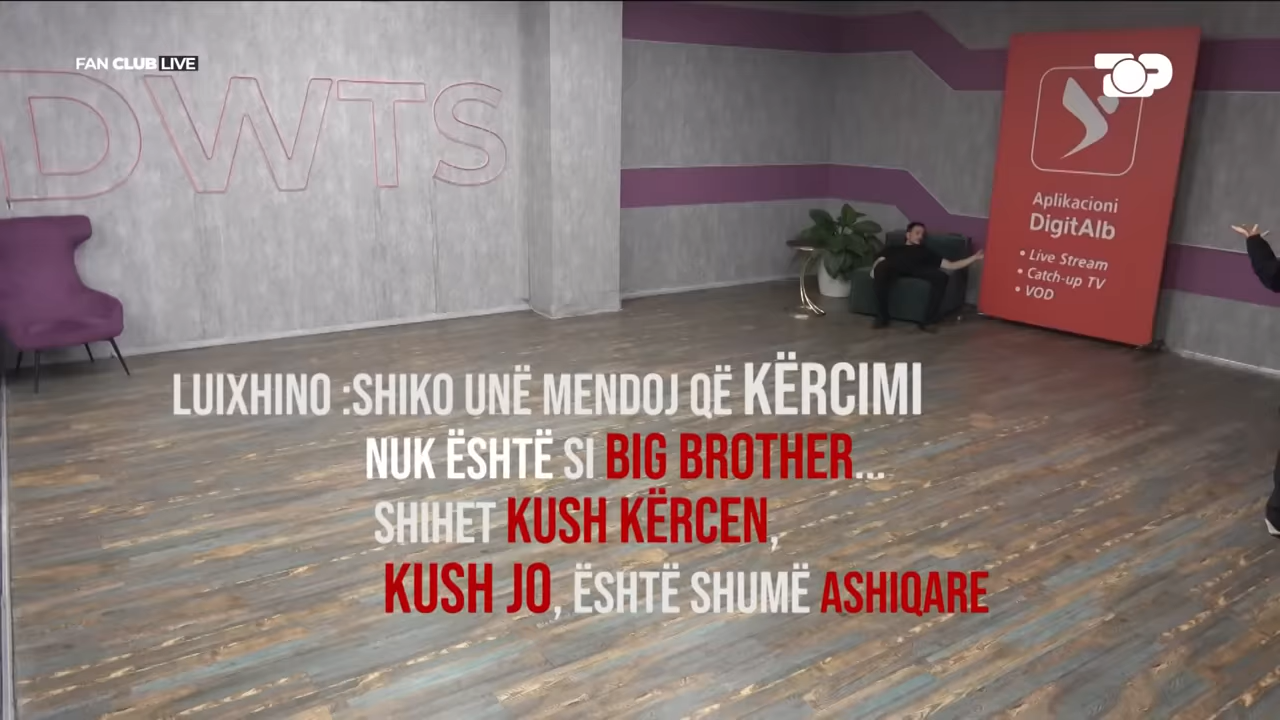 FAN CLUB LIVE
TOP
DWTS
Aplikacioni
DigitAlb
• Live Stream
• Catch-up TV
• VOD
LUIXHINO :SHIKO UNË MENDOJ QË KËRCIMI
NUK ËSHTË SI BIG BROTHER...
SHIHET KUSH KËRCEN,
KUSH JO, ËSHTË SHUMË ASHIQARE